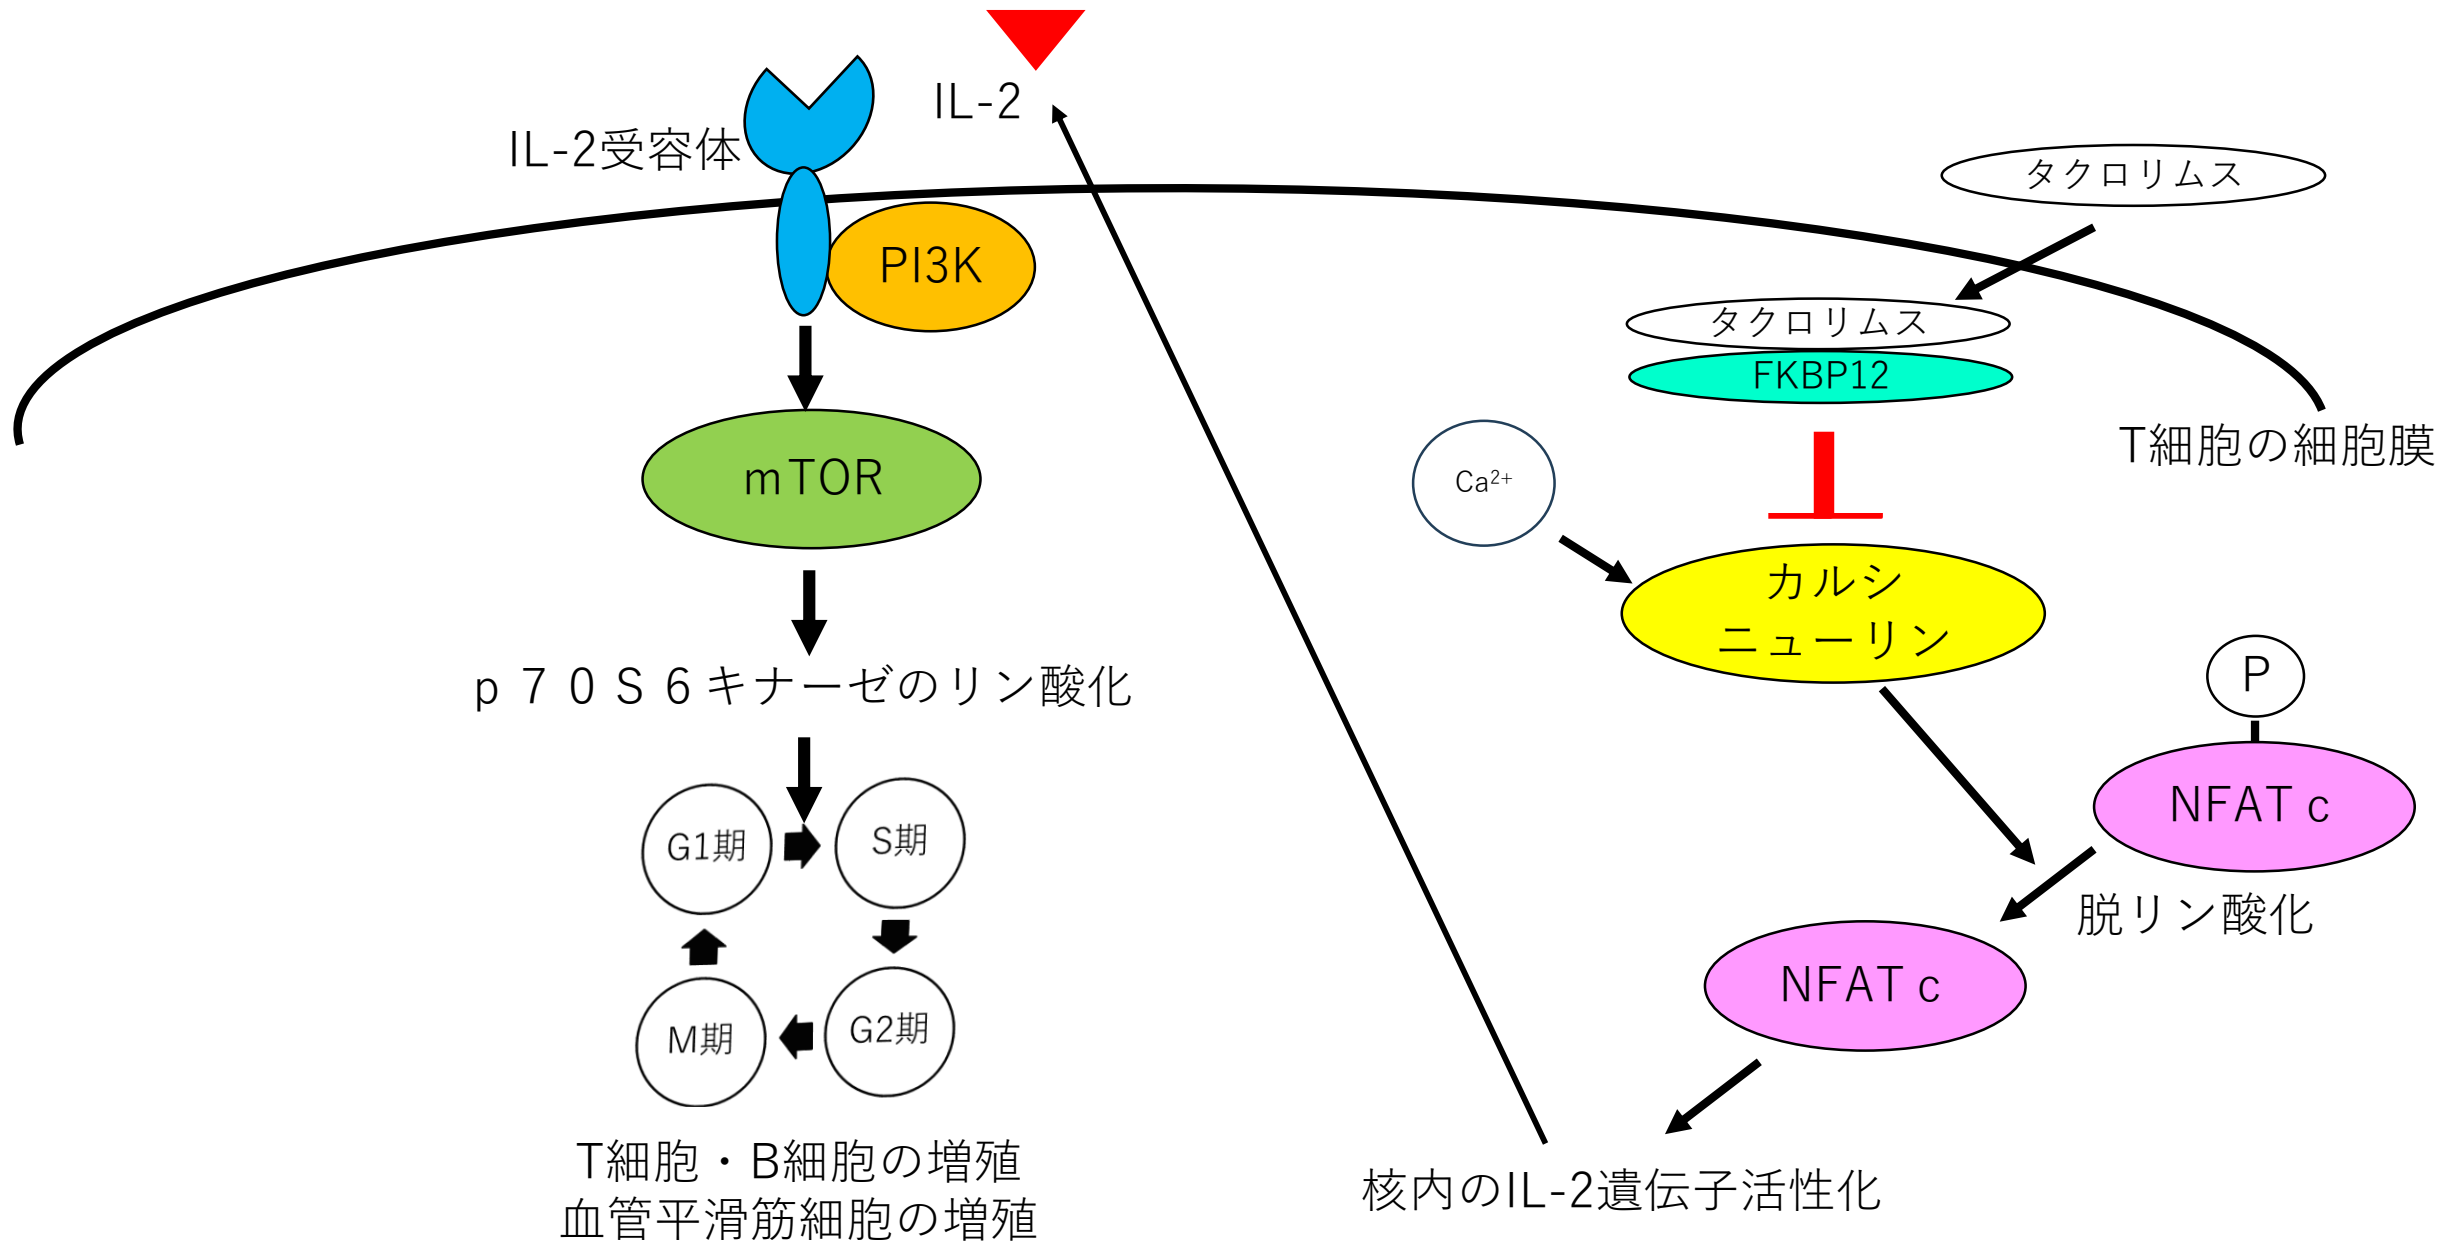 IL-2
IL-2受容体
PI3K
mTOR
p70S6キナーゼのリン酸化
G1期
S期
M期
G2期
T細胞・B細胞の増殖
血管平滑筋細胞の増殖
タクロリムス
タクロリムス
FKBP12
T細胞の細胞膜
Ca²⁺
カルシ
ニューリン
P
NFATc
脱リン酸化
NFATc
核内のIL-2遺伝子活性化